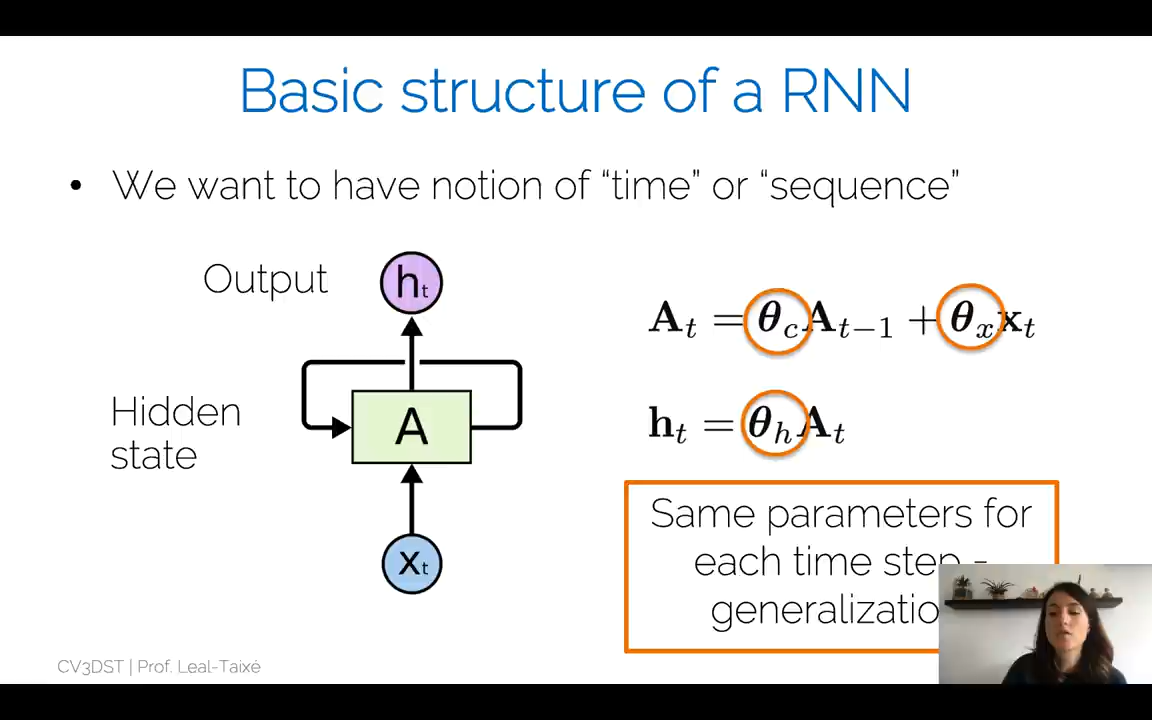 Basic structure of a RNN
• We want to have notion of “time” or “sequence”
Output
h_t
Hidden
state
A
x_t
A_t = θ_c A_{t−1} + θ_x x_t
h_t = θ_h A_t
Same parameters for
each time step -
generalizatio
CV3DST | Prof. Leal-Taixé